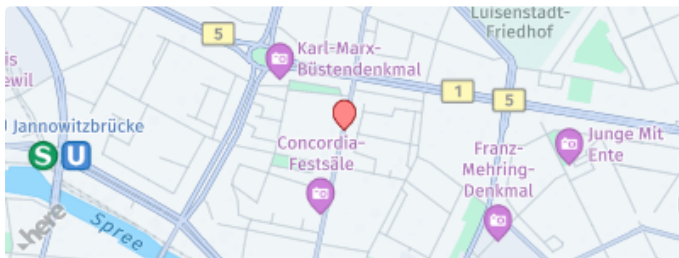 Luisenstadt-
Friedhof
5
Karl-Marx-
Büstendenkmal
1
5
Jannowitzbrücke
S U
Concordia-
Festsäle
Franz-
Mehring-
Denkmal
Junge Mit
Ente
Spree
here